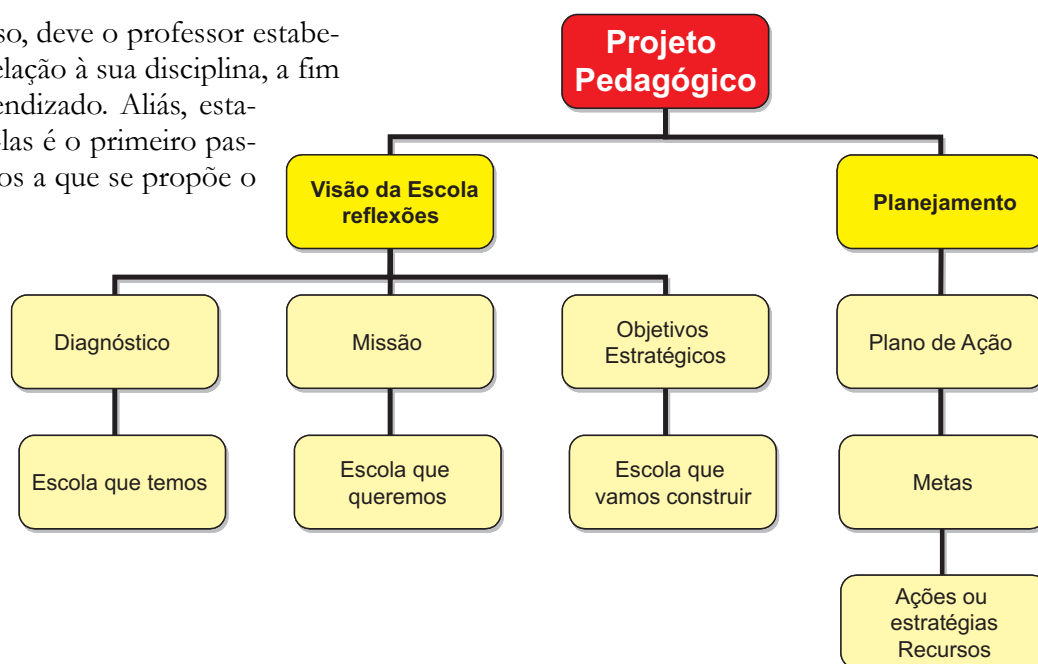 so, deve o professor estabe-
elação à sua disciplina, a fim
endizado. Aliás, esta-
-las é o primeiro pas-
os a que se propõe o
Projeto
Pedagógico
Visão da Escola
reflexões
Planejamento
Diagnóstico
Missão
Objetivos
Estratégicos
Plano de Ação
Escola que temos
Escola que
queremos
Escola que
vamos construir
Metas
Ações ou
estratégias
Recursos